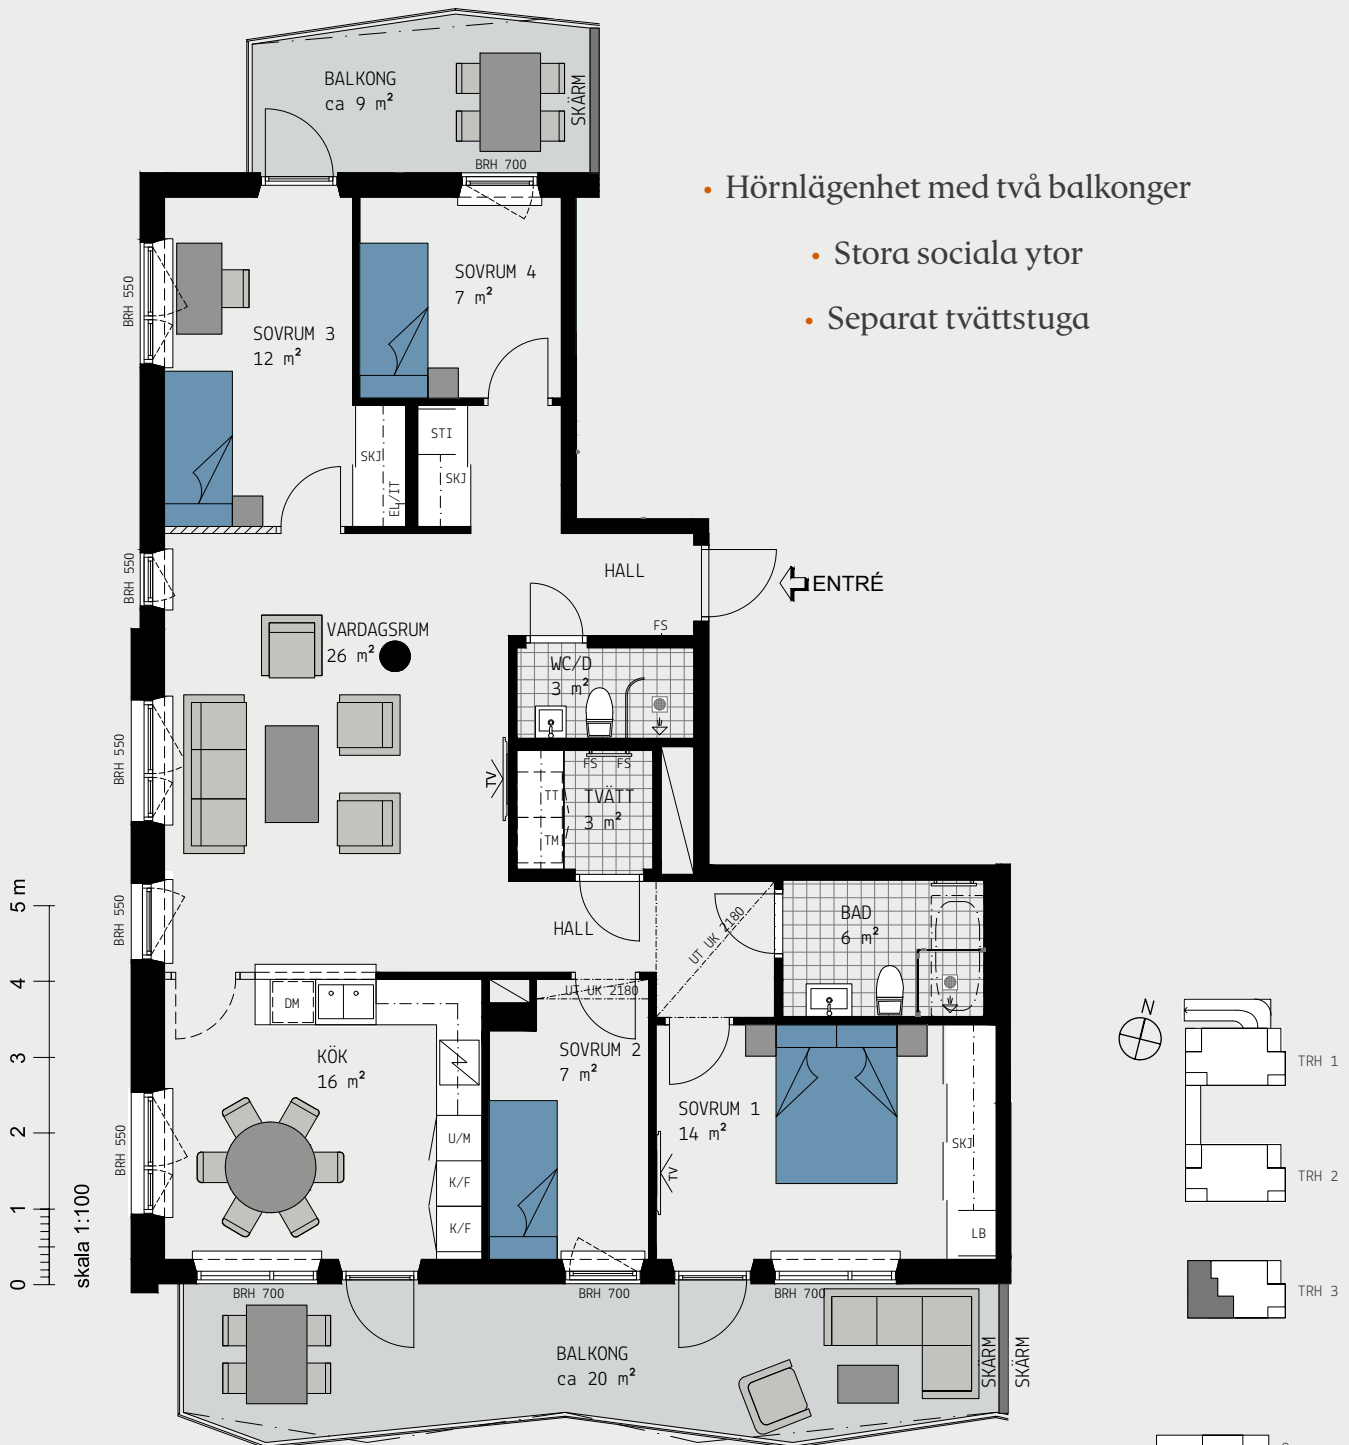 BALKONG
ca 9 m²
SKÄRM
BRH 700
• Hörnlägenhet med två balkonger
• Stora sociala ytor
• Separat tvättstuga
BRH 550
SOVRUM 3
12 m²
SOVRUM 4
7 m²
SKJ
EL/IT
STI
SKJ
BRH 550
HALL
ENTRÉ
FS
VARDAGSRUM
26 m²
WC/D
3 m²
BRH 550
TV
FS FS
TT
TM
TVÄTT
3 m²
BRH 550
HALL
UT UK 2180
BAD
6 m²
5 m
4
3
2
1
0
skala 1:100
DM
KÖK
16 m²
U/M
K/F
K/F
BRH 550
UT UK 2180
SOVRUM 2
7 m²
SOVRUM 1
14 m²
TV
SKJ
LB
BRH 700
BRH 700
BRH 700
BALKONG
ca 20 m²
SKÄRM
SKÄRM
N
TRH 1
TRH 2
TRH 3